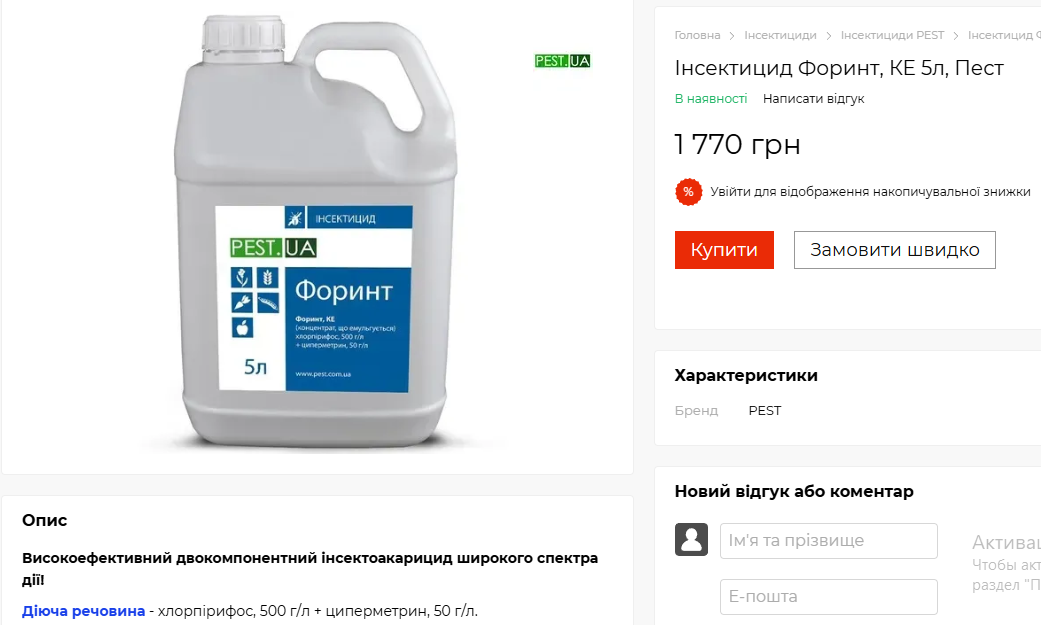 PEST.UA
ІНСЕКТИЦИД
PEST.UA
Форинт
Форинт, КЕ
(концентрат, що емульгується)
хлорпірифос, 500 г/л
+ циперметрин, 50 г/л
5л
www.pest.com.ua
Опис
Високоефективний двокомпонентний інсектоакарицид широкого спектра
дії!
Діюча речовина - хлорпірифос, 500 г/л + циперметрин, 50 г/л.
Головна > Інсектициди > Інсектициди PEST > Інсектицид Ф
Інсектицид Форинт, КЕ 5л, Пест
В наявності Написати відгук
1 770 грн
% Увійти для відображення накопичувальної знижки
Купити Замовити швидко
Характеристики
Бренд PEST
Новий відгук або коментар
Ім'я та прізвище
Е-пошта
Активац
Чтобы акт
раздел "П